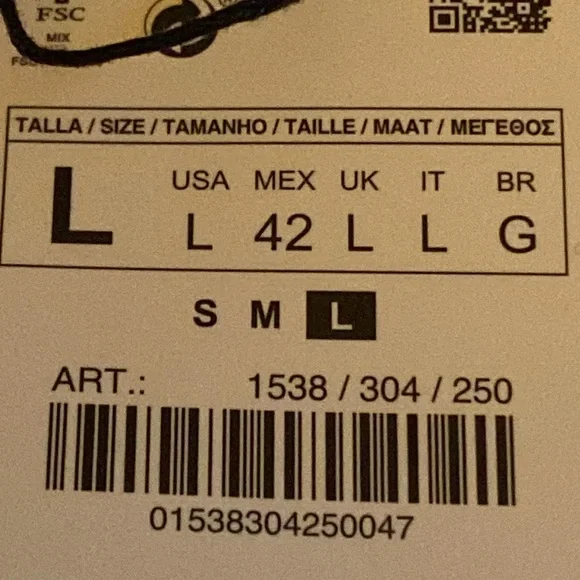 FSC
MIX
TALLA / SIZE / TAMANHO / TAILLE / MAAT / ΜΕΓΕΘΟΣ
L USA MEX UK IT BR
L 42 L L G
S M L
ART.: 1538 / 304 / 250
01538304250047